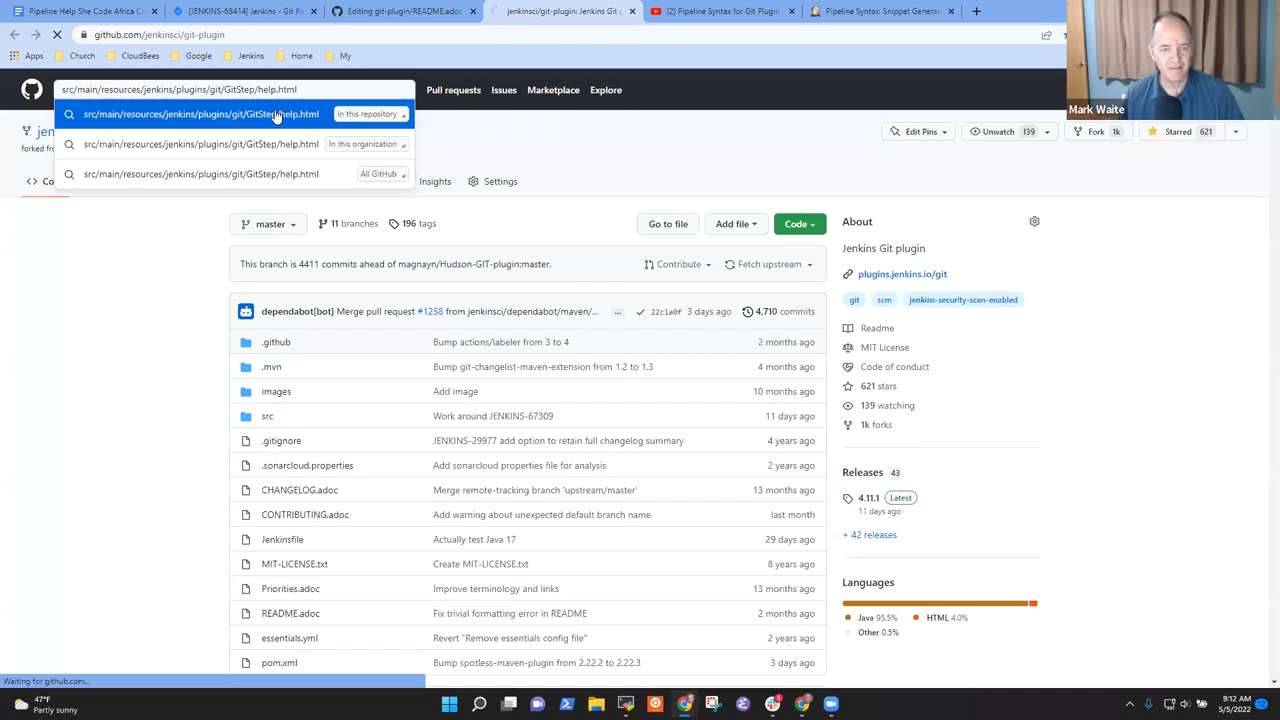 Pipeline Help She Code Africa C
[JENKINS-68414] Jenkins - Git Re
Editing git-plugin/README.adoc
jenkinsci/git-plugin: Jenkins Git p
(2) Pipeline Syntax for Git Plugin
Pipeline Syntax: Snippet Generat
github.com/jenkinsci/git-plugin
Apps
Church
CloudBees
Google
Jenkins
Home
My
Mark Waite
src/main/resources/jenkins/plugins/git/GitStep/help.html
Pull requests
Issues
Marketplace
Explore
src/main/resources/jenkins/plugins/git/GitStep/help.html
In this repository
src/main/resources/jenkins/plugins/git/GitStep/help.html
In this organization
src/main/resources/jenkins/plugins/git/GitStep/help.html
All GitHub
jen
forked fro
Edit Pins
Unwatch 139
Fork 1k
Starred 621
<> Co
Insights
Settings
master
11 branches
196 tags
Go to file
Add file
Code
This branch is 4411 commits ahead of magnayn/Hudson-GIT-plugin:master.
Contribute
Fetch upstream
dependabot[bot] Merge pull request #1258 from jenkinsci/dependabot/maven/...
...
22c1a0f 3 days ago
4,710 commits
.github
Bump actions/labeler from 3 to 4
2 months ago
.mvn
Bump git-changelist-maven-extension from 1.2 to 1.3
4 months ago
images
Add image
10 months ago
src
Work around JENKINS-67309
11 days ago
.gitignore
JENKINS-29977 add option to retain full changelog summary
4 years ago
.sonarcloud.properties
Add sonarcloud properties file for analysis
2 years ago
CHANGELOG.adoc
Merge remote-tracking branch 'upstream/master'
13 months ago
CONTRIBUTING.adoc
Add warning about unexpected default branch name.
last month
Jenkinsfile
Actually test Java 17
29 days ago
MIT-LICENSE.txt
Create MIT-LICENSE.txt
8 years ago
Priorities.adoc
Improve terminology and links
13 months ago
README.adoc
Fix trivial formatting error in README
2 months ago
essentials.yml
Revert "Remove essentials config file"
2 years ago
pom.xml
Bump spotless-maven-plugin from 2.22.2 to 2.22.3
3 days ago
About
Jenkins Git plugin
plugins.jenkins.io/git
git
scm
jenkins-security-scan-enabled
Readme
MIT License
Code of conduct
621 stars
139 watching
1k forks
Releases 43
4.11.1 Latest
11 days ago
+ 42 releases
Languages
Java 95.5%
HTML 4.0%
Other 0.5%
Waiting for github.com...
47°F
Partly sunny
9:12 AM
5/5/2022
12